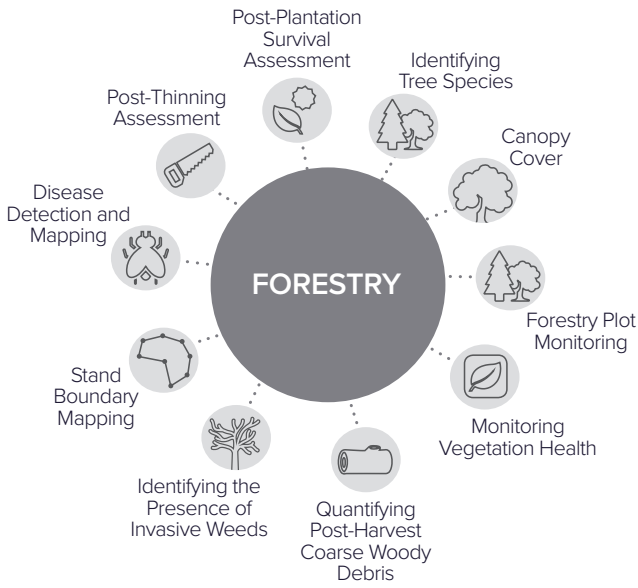 Post-Plantation
Survival
Assessment
Identifying
Tree Species
Canopy
Cover
Forestry Plot
Monitoring
Monitoring
Vegetation Health
Quantifying
Post-Harvest
Coarse Woody
Debris
Identifying the
Presence of
Invasive Weeds
Stand
Boundary
Mapping
Disease
Detection and
Mapping
Post-Thinning
Assessment
FORESTRY